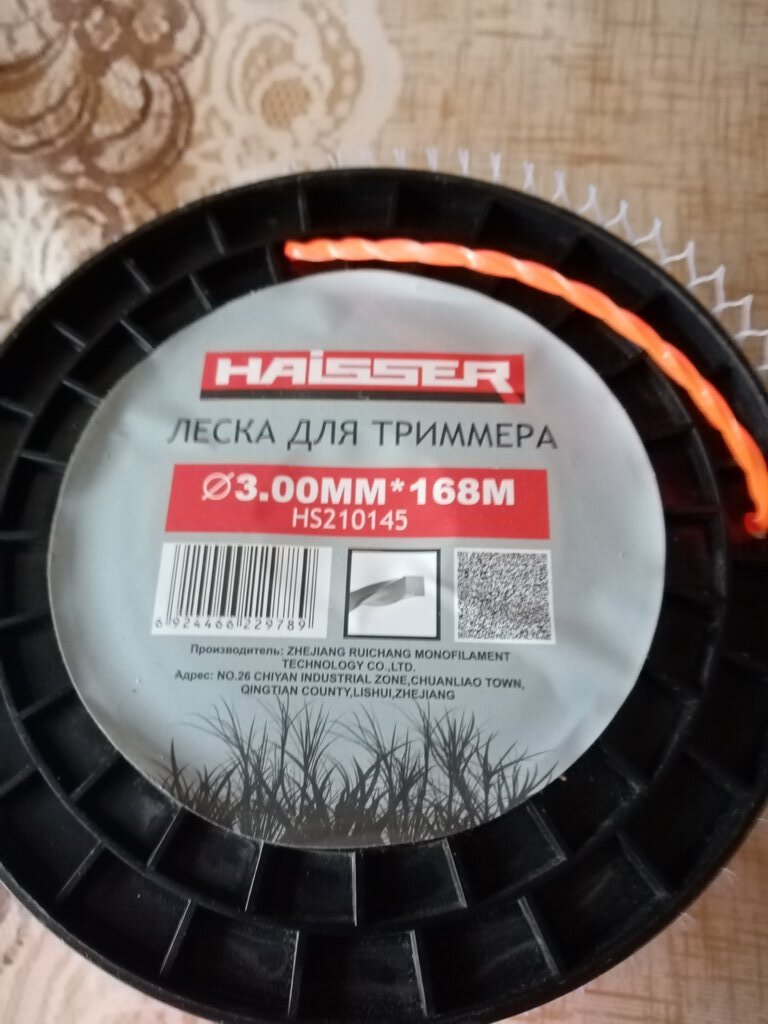 HAiSSER
ЛЕСКА ДЛЯ ТРИММЕРА
Ø3.00MM*168M
HS210145
6 924466 229789
Производитель: ZHEJIANG RUICHANG MONOFILAMENT
TECHNOLOGY CO.,LTD.
Адрес: NO.26 CHIYAN INDUSTRIAL ZONE,CHUANLIAO TOWN,
QINGTIAN COUNTY,LISHUI,ZHEJIANG